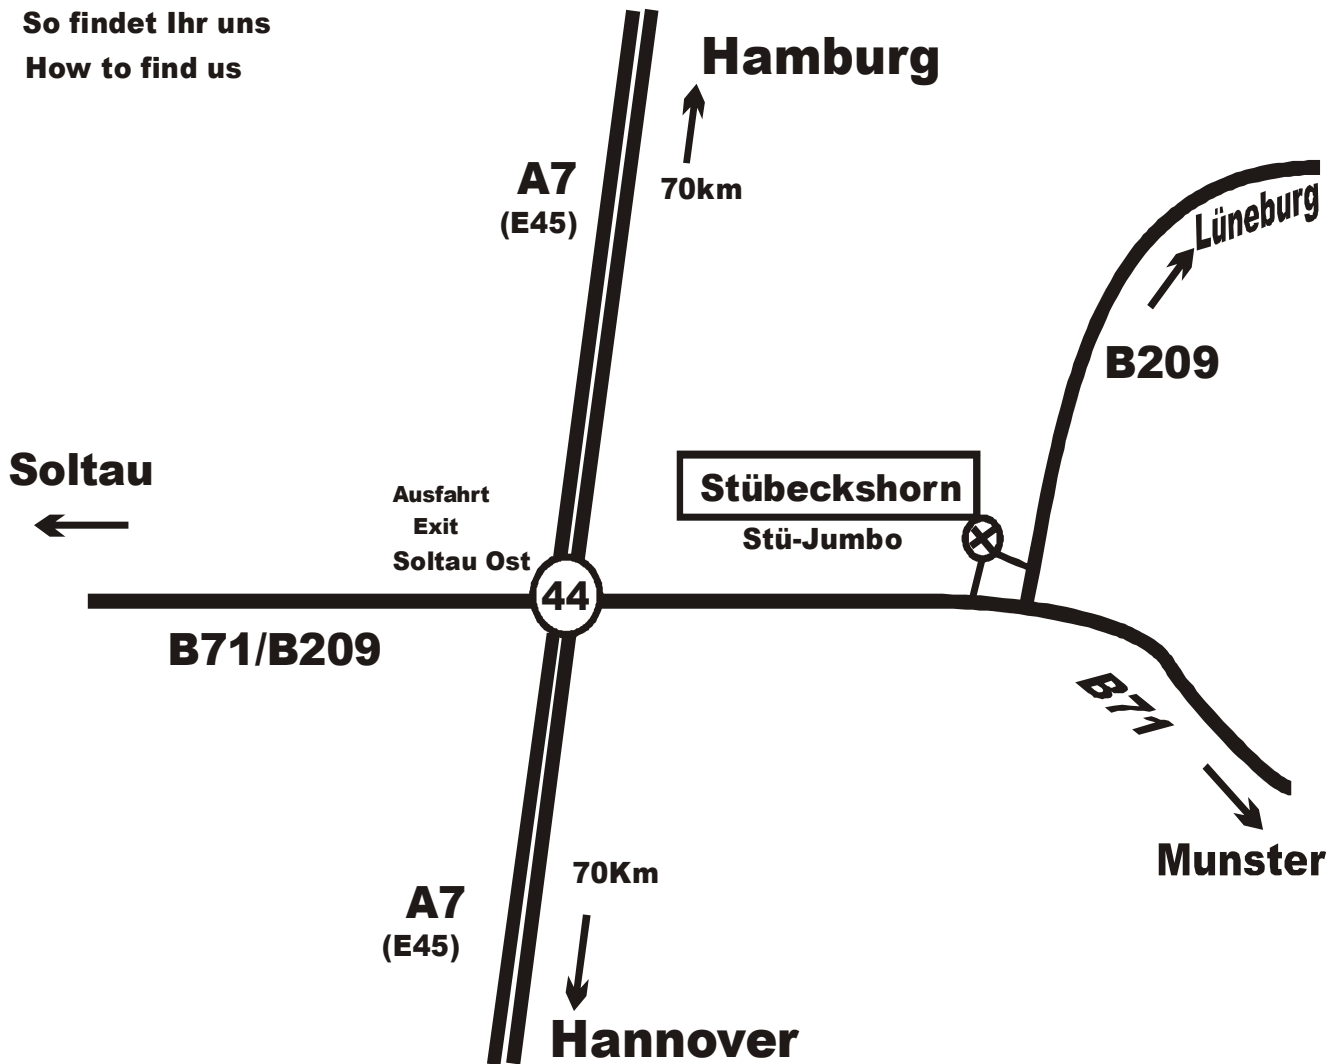 So findet Ihr uns
How to find us
Hamburg
A7
(E45)
70km
Lüneburg
B209
Soltau
Ausfahrt
Exit
Soltau Ost
Stübeckshorn
Stü-Jumbo
44
B71/B209
B71
Munster
70Km
A7
(E45)
Hannover